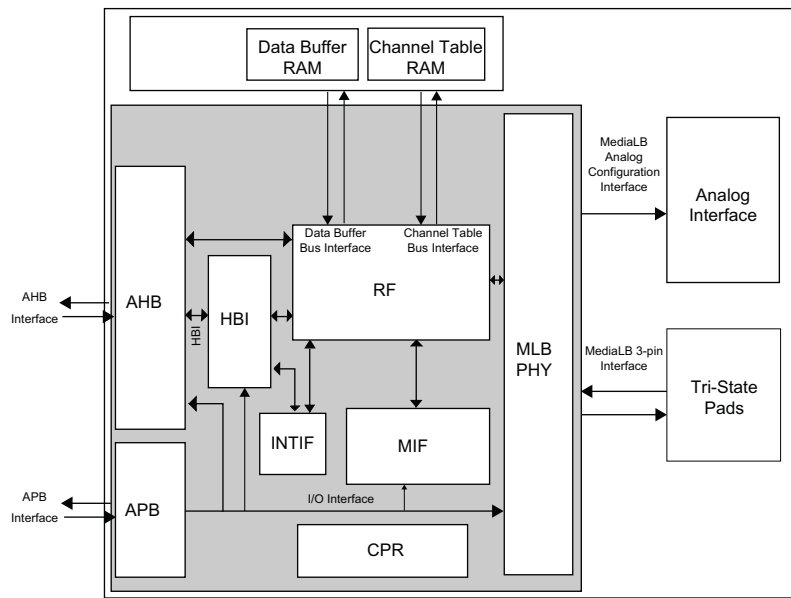 Data Buffer
RAM
Channel Table
RAM
MediaLB
Analog
Configuration
Interface
Analog
Interface
Data Buffer
Bus Interface
Channel Table
Bus Interface
RF
AHB
HBI
HBI
AHB
Interface
MLB
PHY
MediaLB 3-pin
Interface
Tri-State
Pads
INTIF
MIF
I/O Interface
APB
APB
Interface
CPR